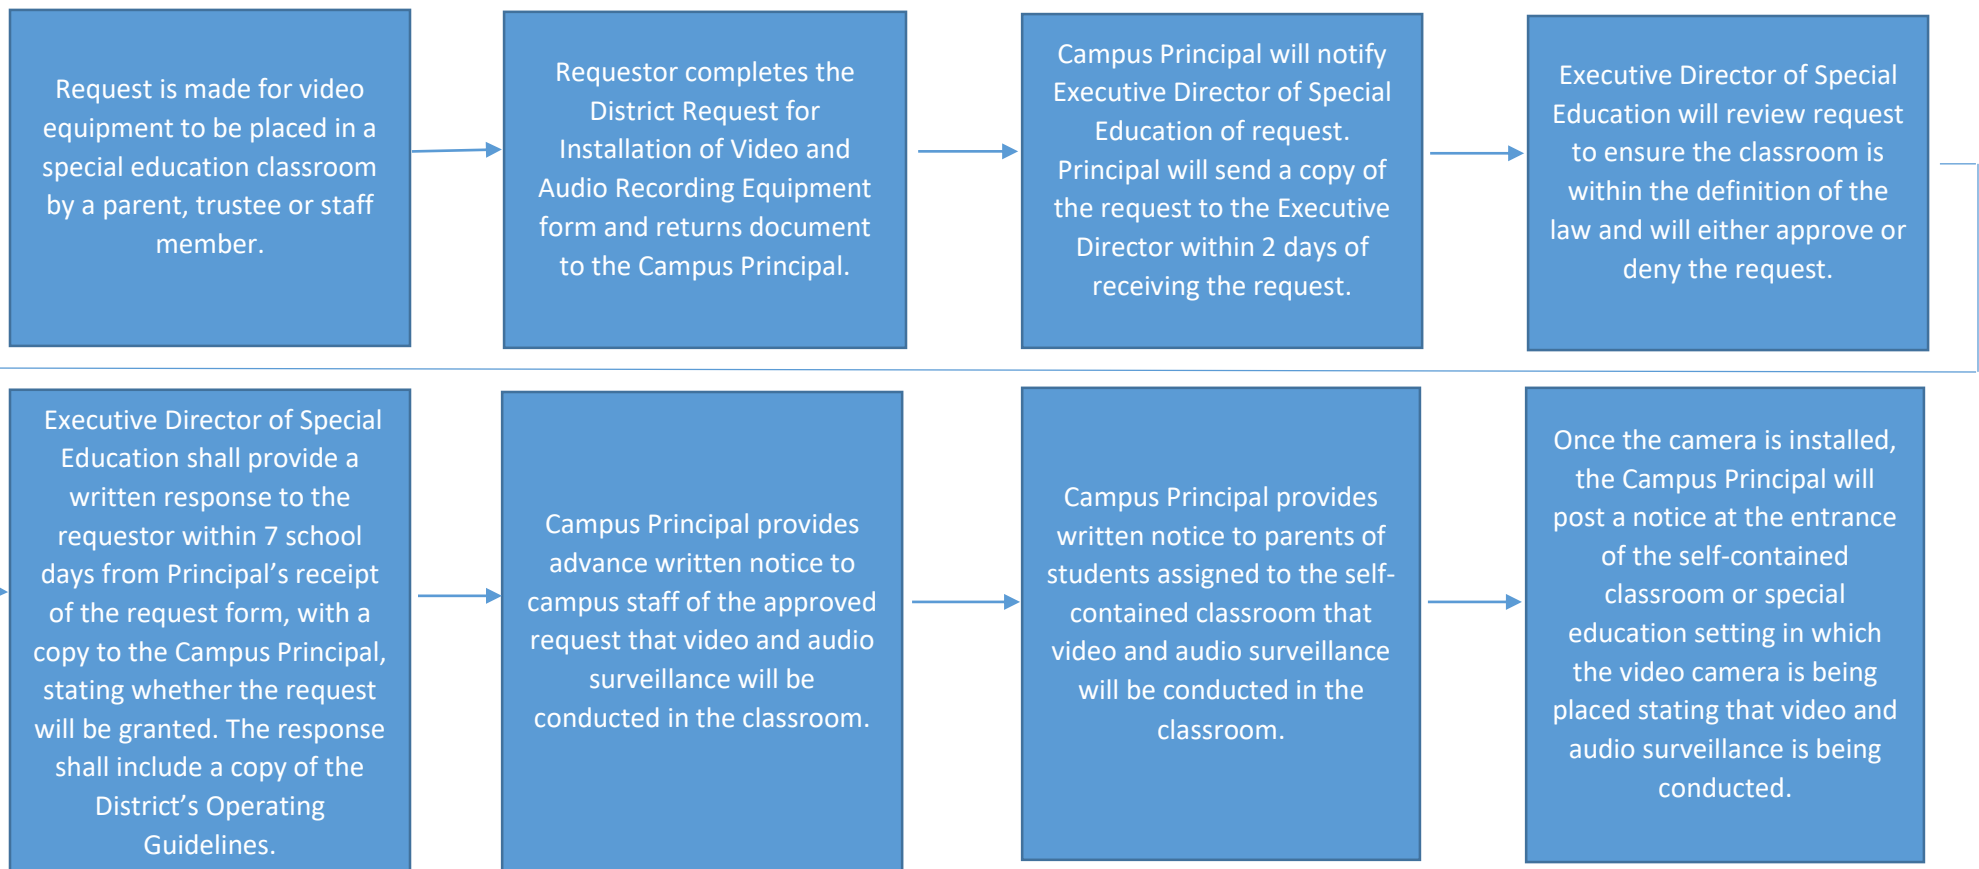 Request is made for video
equipment to be placed in a
special education classroom
by a parent, trustee or staff
member.
Requestor completes the
District Request for
Installation of Video and
Audio Recording Equipment
form and returns document
to the Campus Principal.
Campus Principal will notify
Executive Director of Special
Education of request.
Principal will send a copy of
the request to the Executive
Director within 2 days of
receiving the request.
Executive Director of Special
Education will review request
to ensure the classroom is
within the definition of the
law and will either approve or
deny the request.
Executive Director of Special
Education shall provide a
written response to the
requestor within 7 school
days from Principal’s receipt
of the request form, with a
copy to the Campus Principal,
stating whether the request
will be granted. The response
shall include a copy of the
District’s Operating
Guidelines.
Campus Principal provides
advance written notice to
campus staff of the approved
request that video and audio
surveillance will be
conducted in the classroom.
Campus Principal provides
written notice to parents of
students assigned to the self-
contained classroom that
video and audio surveillance
will be conducted in the
classroom.
Once the camera is installed,
the Campus Principal will
post a notice at the entrance
of the self-contained
classroom or special
education setting in which
the video camera is being
placed stating that video and
audio surveillance is being
conducted.